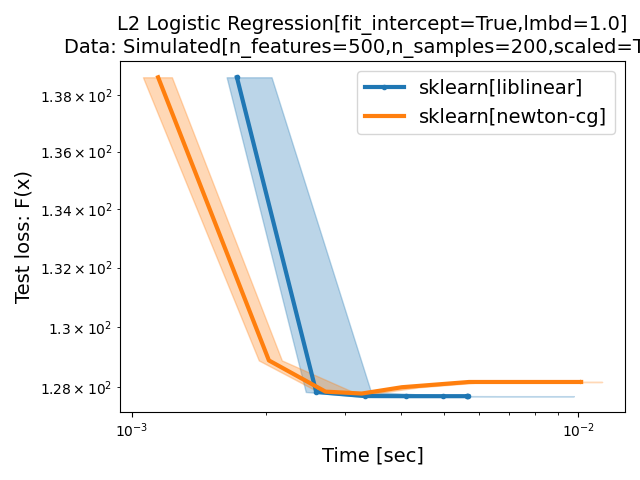 L2 Logistic Regression[fit_intercept=True,lmbd=1.0]
Data: Simulated[n_features=500,n_samples=200,scaled=T
sklearn[liblinear]
sklearn[newton-cg]
Test loss: F(x)
1.38 × 10²
1.36 × 10²
1.34 × 10²
1.32 × 10²
1.3 × 10²
1.28 × 10²
10⁻³
10⁻²
Time [sec]